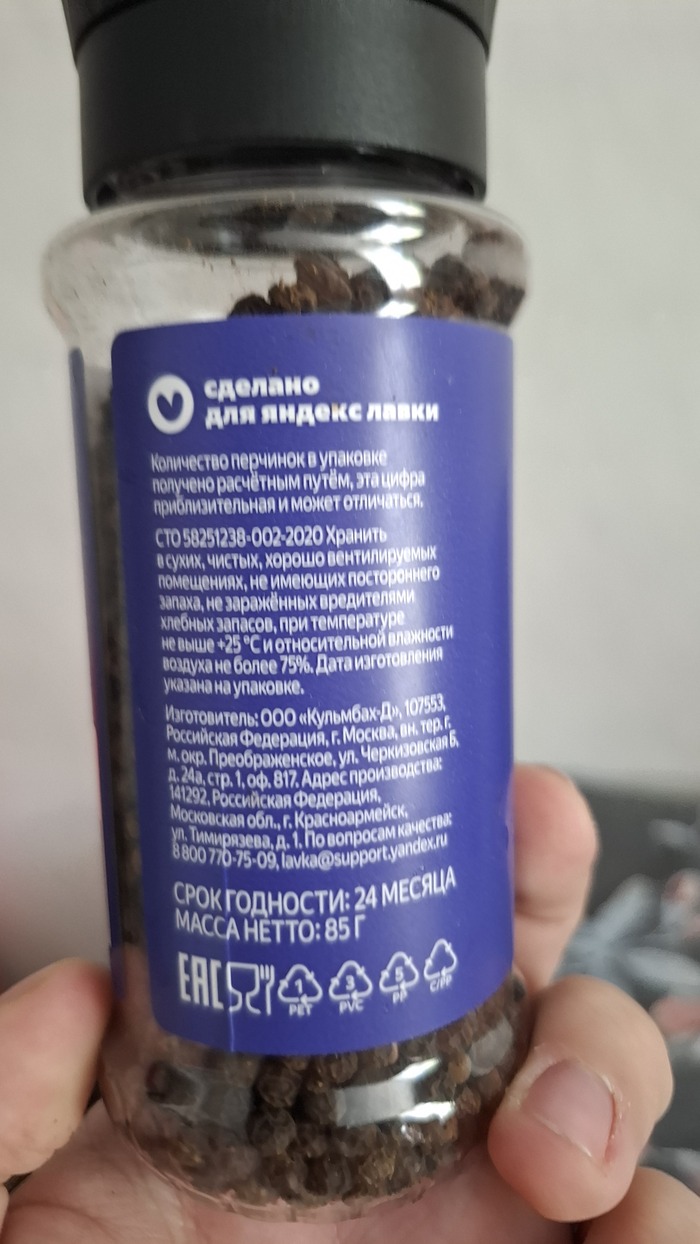 сделано
для яндекс лавки
Количество перчинок в упаковке
получено расчётным путём, эта цифра
приблизительная и может отличаться.
СТО 58251238-002-2020 Хранить
в сухих, чистых, хорошо вентилируемых
помещениях, не имеющих постороннего
запаха, не заражённых вредителями
хлебных запасов, при температуре
не выше +25 °С и относительной влажности
воздуха не более 75%. Дата изготовления
указана на упаковке.
Изготовитель: ООО «Кульмбах-Д», 107553,
Российская Федерация, г. Москва, вн. тер. г.
м. окр. Преображенское, ул. Черкизовская Б,
д. 24а, стр. 1, оф. 817. Адрес производства:
141292, Российская Федерация,
Московская обл., г. Красноармейск,
ул. Тимирязева, д. 1. По вопросам качества:
8 800 770-75-09, lavka@support.yandex.ru
СРОК ГОДНОСТИ: 24 МЕСЯЦА
МАССА НЕТТО: 85 Г
EAC 1 3 5
PET PVC PP C/PP